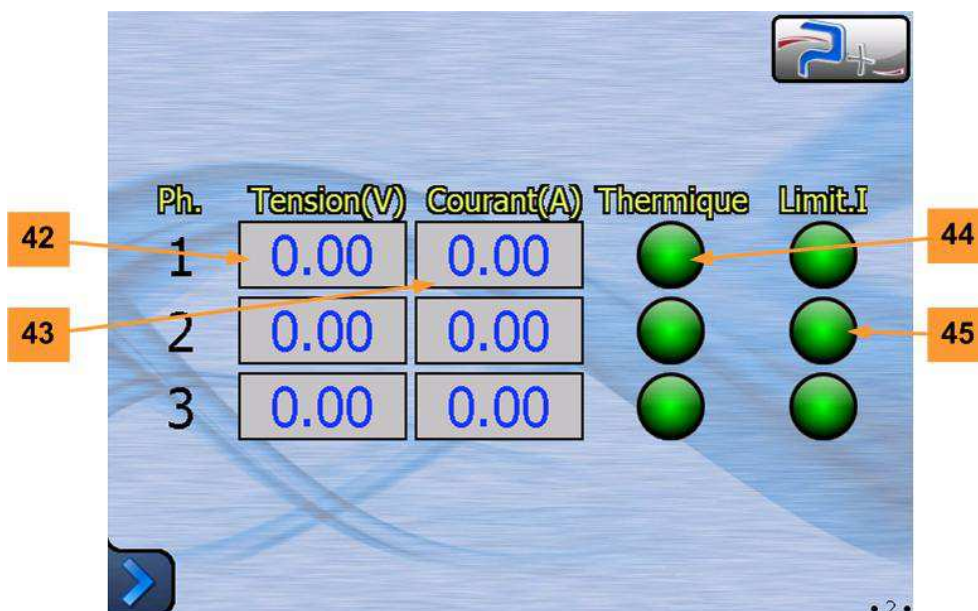 Ph. Tension(V) Courant(A) Thermique Limit.I
42 1 0.00 0.00 44
43 2 0.00 0.00 45
3 0.00 0.00
• 2 •